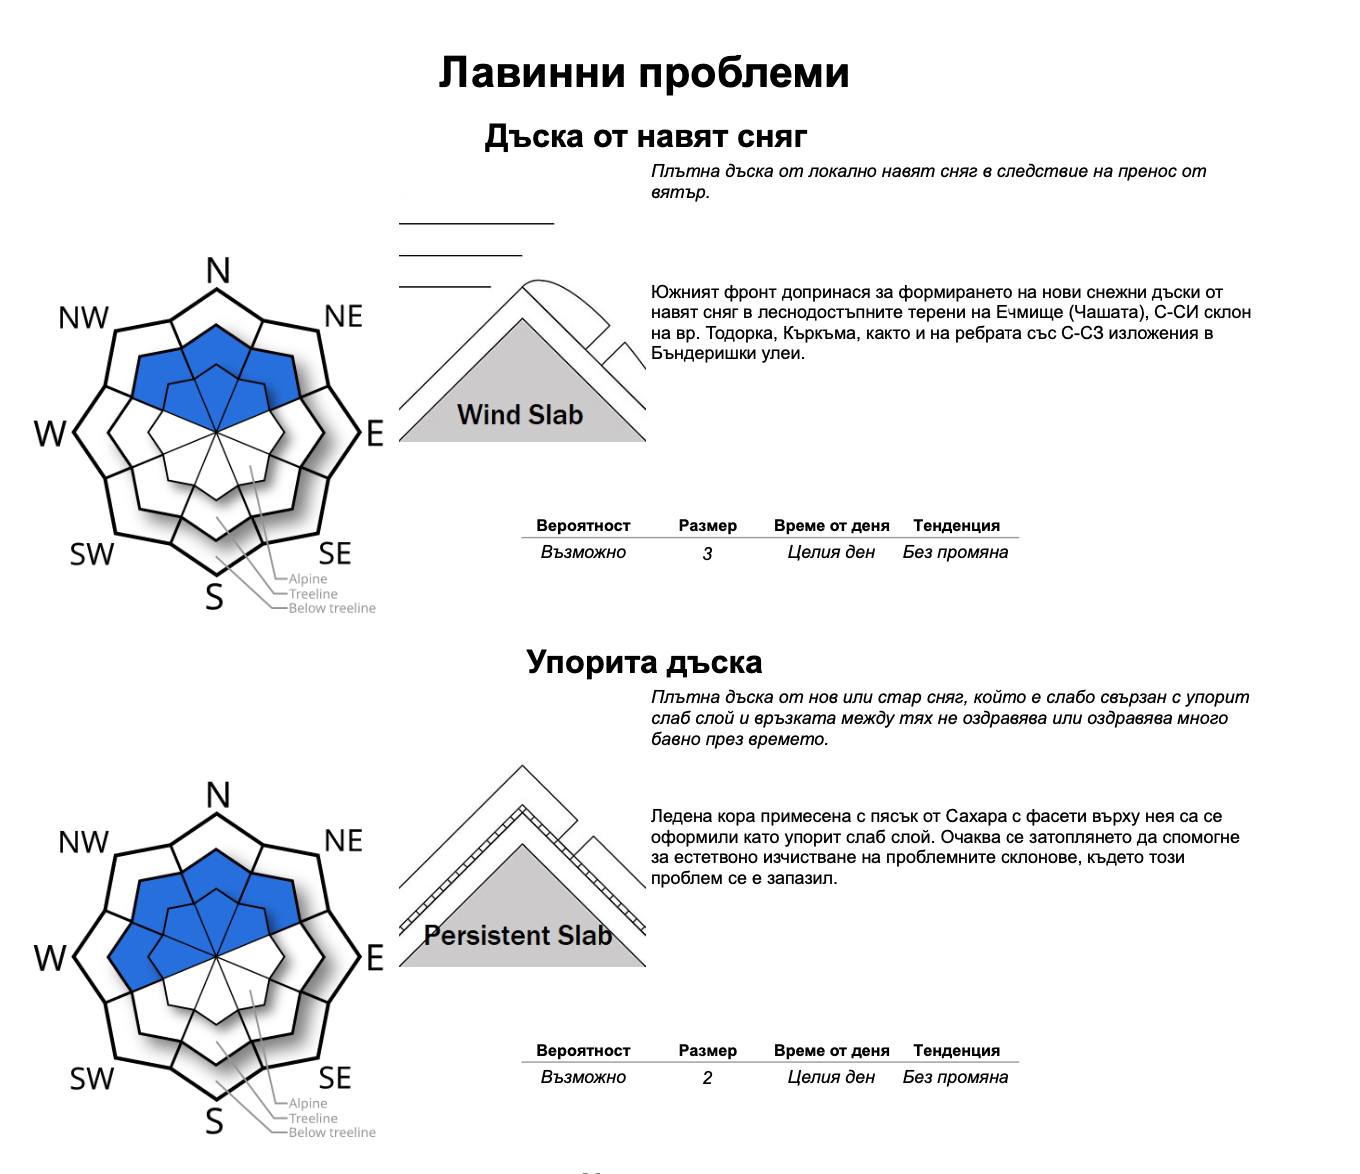 Лавинни проблеми
Дъска от навят сняг
Плътна дъска от локално навят сняг в следствие на пренос от
вятър.
Южният фронт допринася за формирането на нови снежни дъски от
навят сняг в леснодостъпните терени на Ечмище (Чашата), С-СИ склон
на вр. Тодорка, Къркъма, както и на ребрата със С-СЗ изложения в
Бъндеришки улеи.
N
NW
NE
W
E
SW
SE
S
Alpine
Treeline
Below treeline
Wind Slab
Вероятност Размер Време от деня Тенденция
Възможно 3 Целия ден Без промяна
Упорита дъска
Плътна дъска от нов или стар сняг, който е слабо свързан с упорит
слаб слой и връзката между тях не оздравява или оздравява много
бавно през времето.
Ледена кора примесена с пясък от Сахара с фасети върху нея са се
оформили като упорит слаб слой. Очаква се затоплянето да спомогне
за естетвоно изчистване на проблемните склонове, където този
проблем се е запазил.
N
NW
NE
W
E
SW
SE
S
Alpine
Treeline
Below treeline
Persistent Slab
Вероятност Размер Време от деня Тенденция
Възможно 2 Целия ден Без промяна